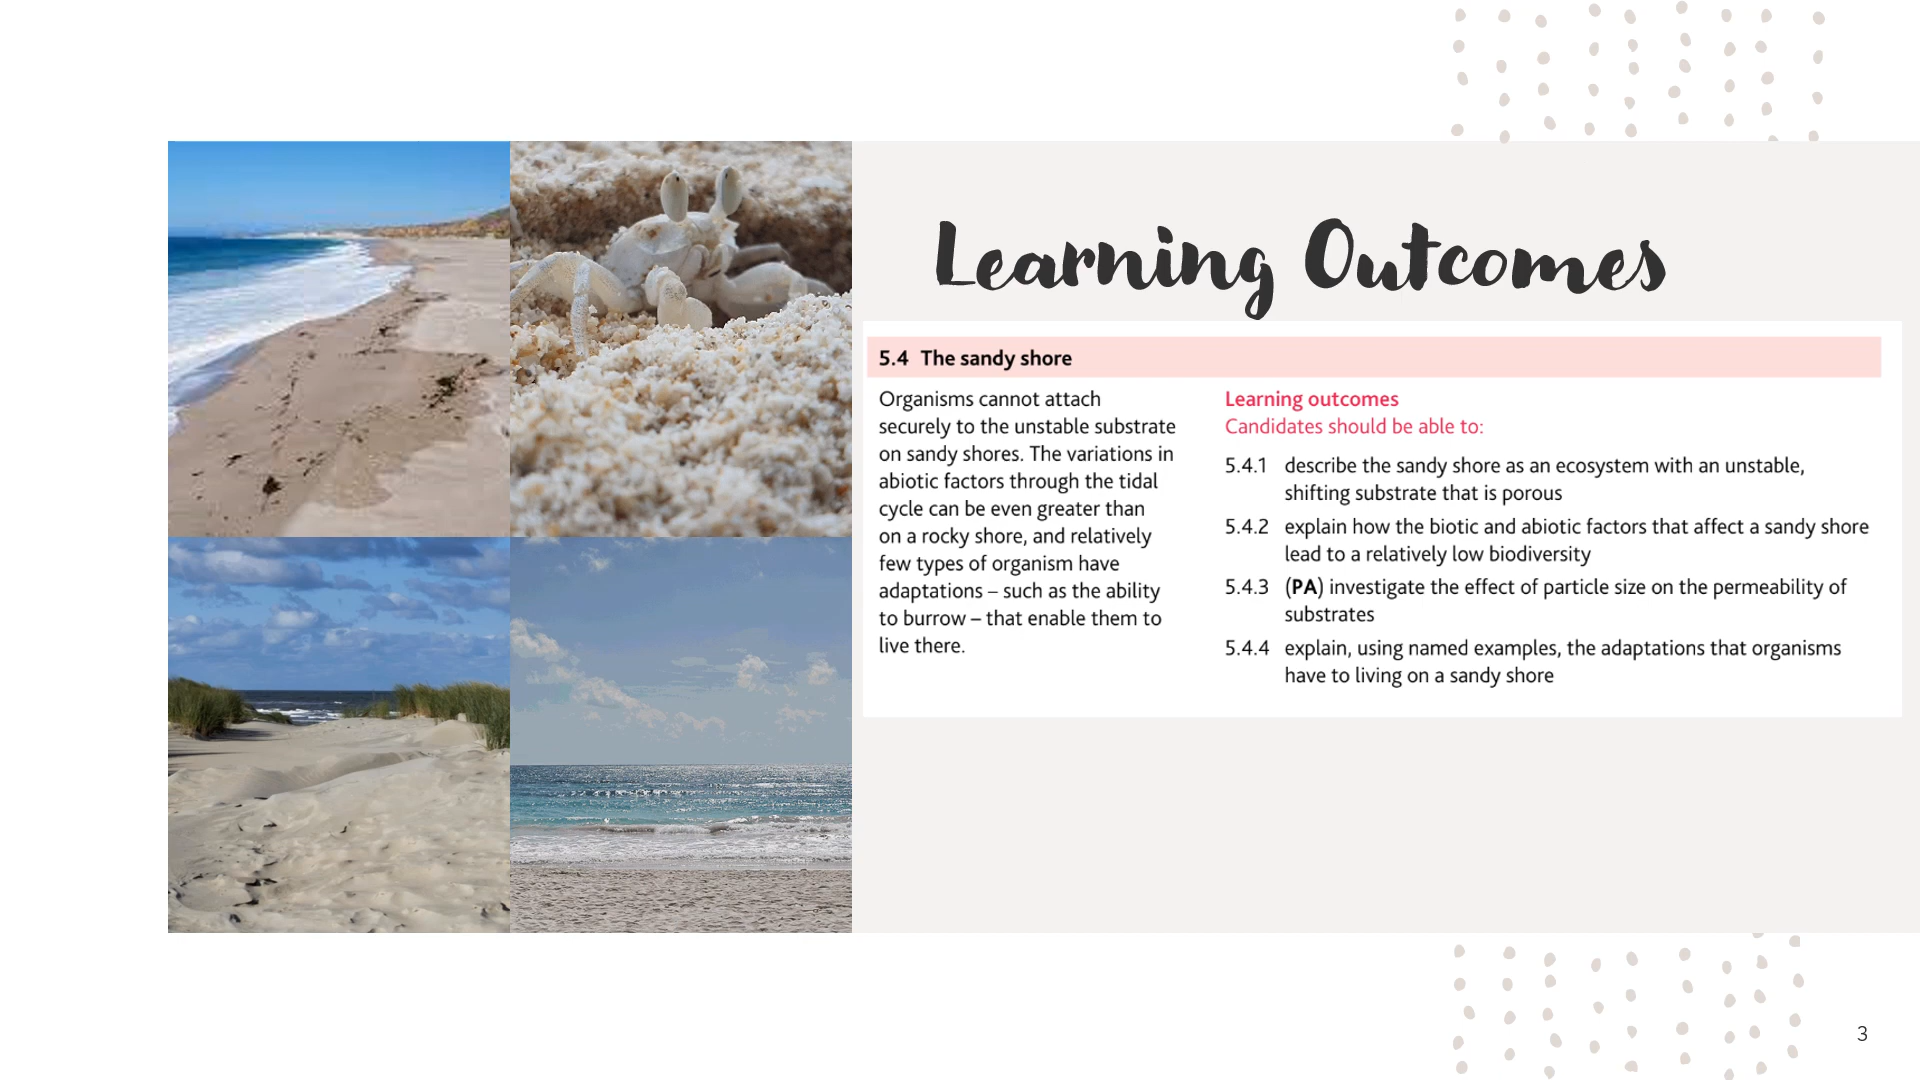 Learning Outcomes
5.4 The sandy shore
Organisms cannot attach
securely to the unstable substrate
on sandy shores. The variations in
abiotic factors through the tidal
cycle can be even greater than
on a rocky shore, and relatively
few types of organism have
adaptations – such as the ability
to burrow – that enable them to
live there.
Learning outcomes
Candidates should be able to:
5.4.1 describe the sandy shore as an ecosystem with an unstable,
shifting substrate that is porous
5.4.2 explain how the biotic and abiotic factors that affect a sandy shore
lead to a relatively low biodiversity
5.4.3 (PA) investigate the effect of particle size on the permeability of
substrates
5.4.4 explain, using named examples, the adaptations that organisms
have to living on a sandy shore
3